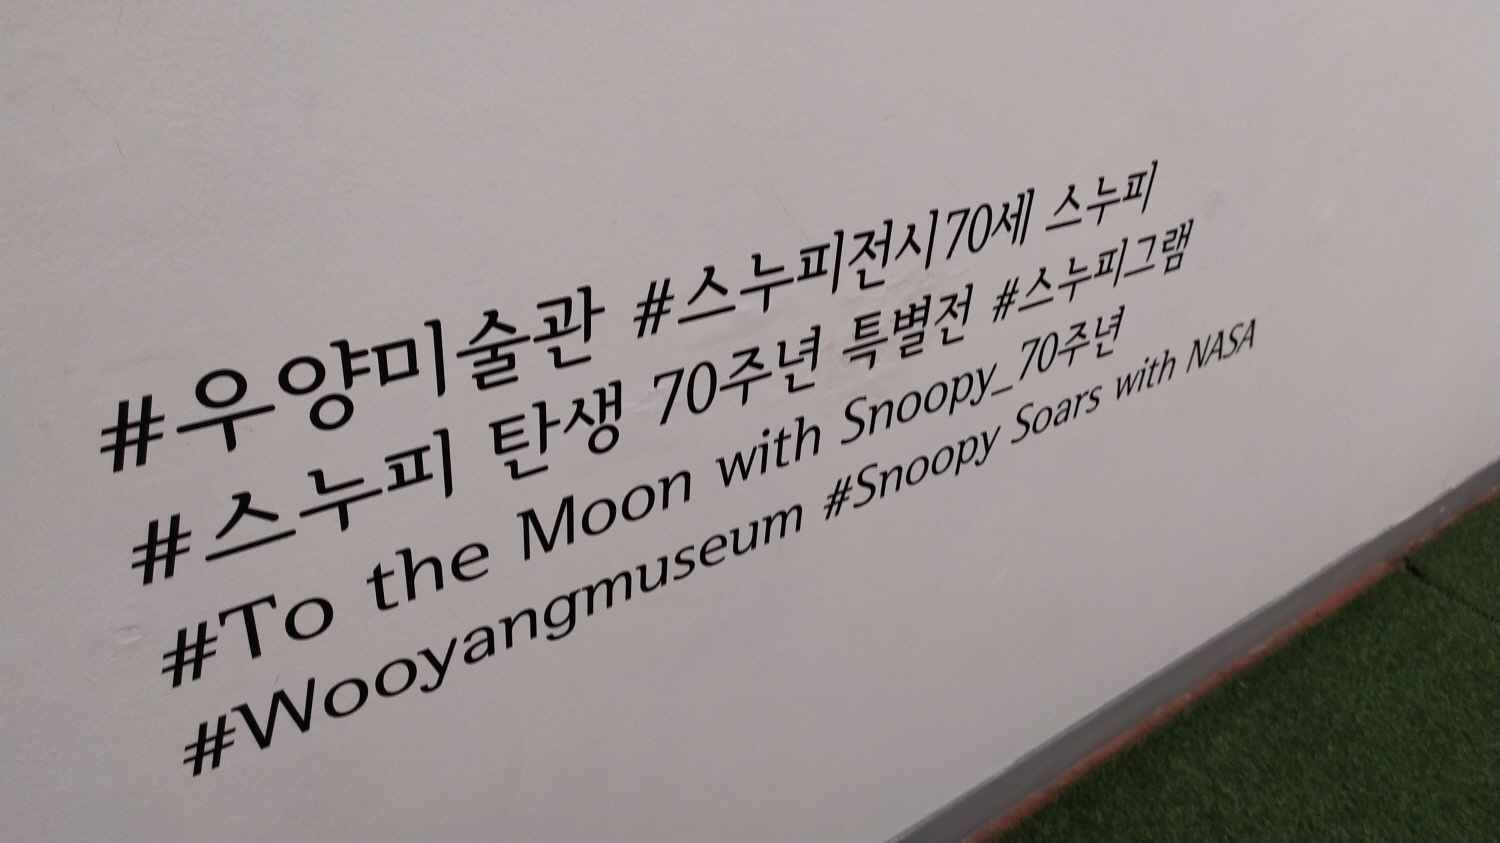 #우양미술관 #스누피전시70세 스누피
#스누피 탄생 70주년 특별전 #스누피그램
#To the Moon with Snoopy_70주년
#Wooyangmuseum #Snoopy Soars with NASA